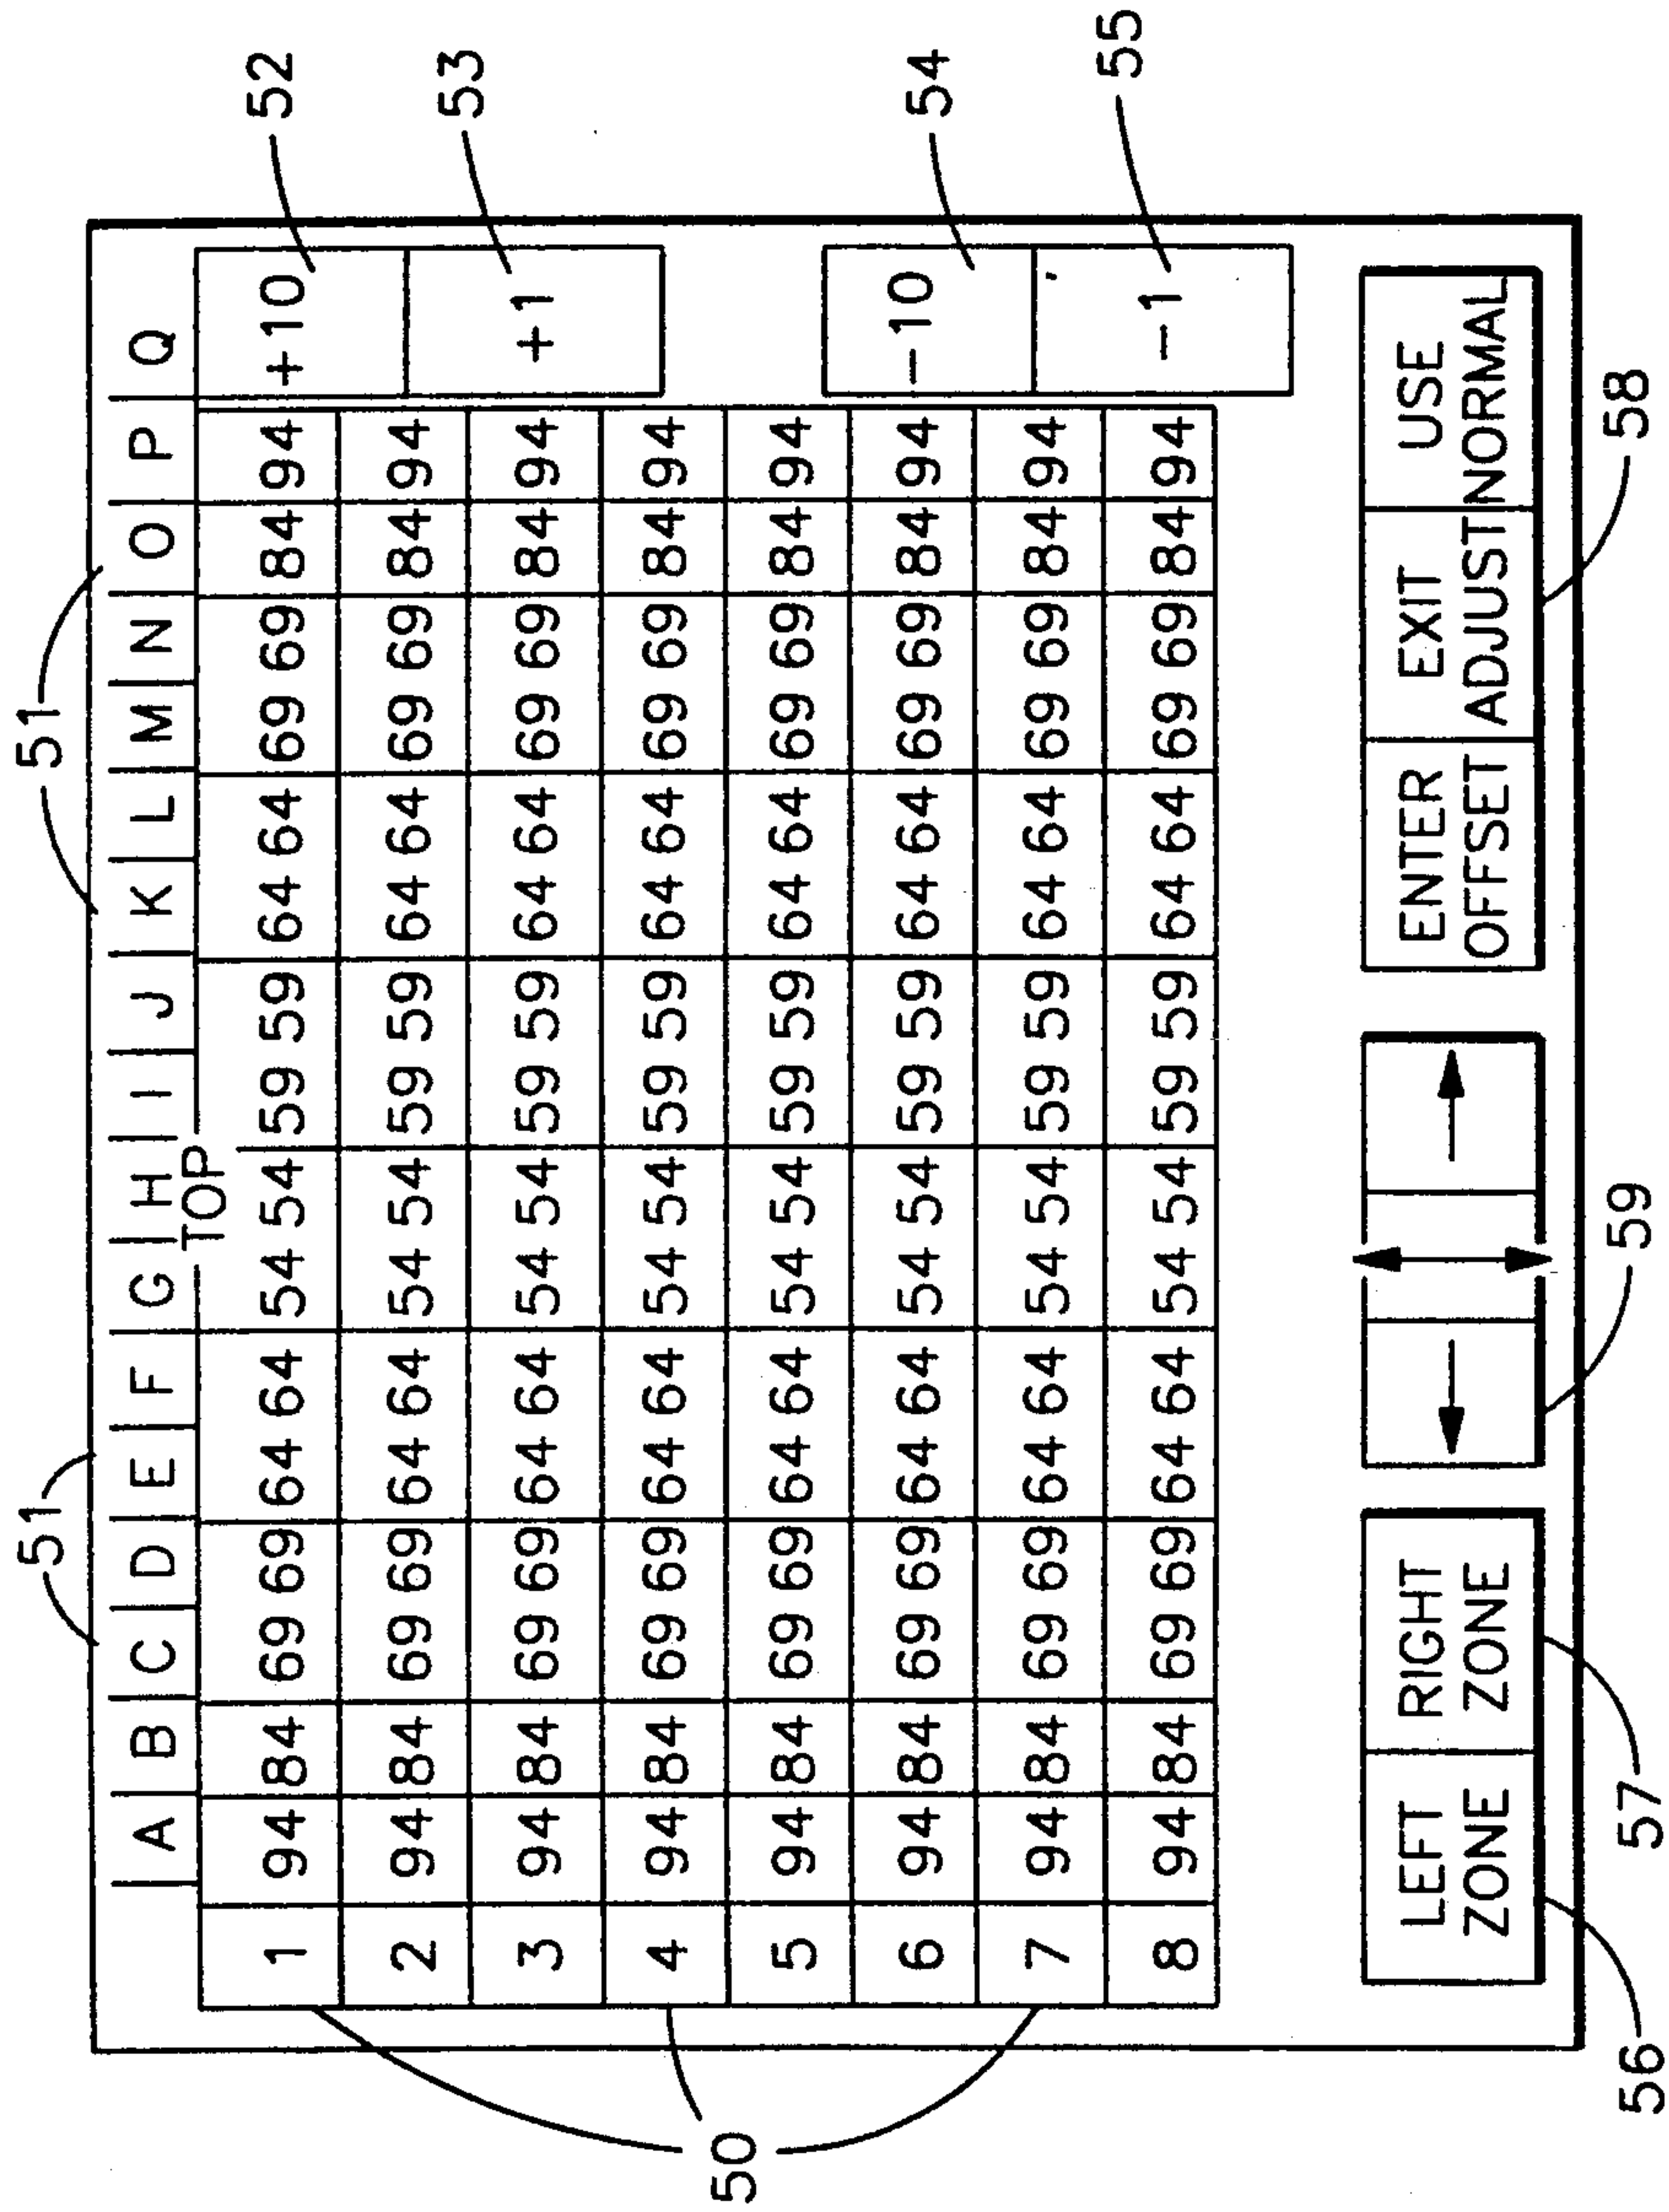 51 51
A B C D E F G H I J K L M N O P Q
TOP
1 94 84 69 69 64 64 54 54 59 59 64 64 69 69 84 94 +10 52
2 94 84 69 69 64 64 54 54 59 59 64 64 69 69 84 94
3 94 84 69 69 64 64 54 54 59 59 64 64 69 69 84 94 +1 53
4 94 84 69 69 64 64 54 54 59 59 64 64 69 69 84 94
50 5 94 84 69 69 64 64 54 54 59 59 64 64 69 69 84 94
6 94 84 69 69 64 64 54 54 59 59 64 64 69 69 84 94 -10 54
7 94 84 69 69 64 64 54 54 59 59 64 64 69 69 84 94
8 94 84 69 69 64 64 54 54 59 59 64 64 69 69 84 94 -1 55
LEFT RIGHT ← ↕ → ENTER EXIT USE
ZONE ZONE OFFSET ADJUST NORMAL
56 57 59 58